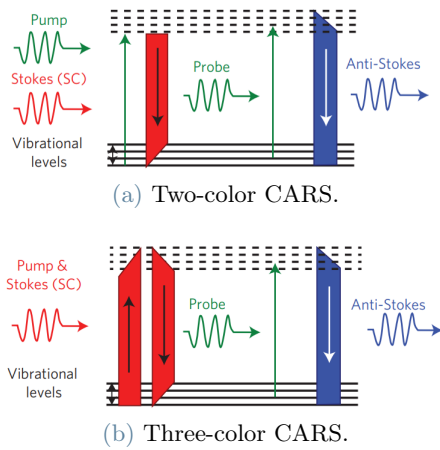 Pump
Stokes (SC)
Vibrational
levels
Probe
Anti-Stokes
(a) Two-color CARS.
Pump &
Stokes (SC)
Vibrational
levels
Probe
Anti-Stokes
(b) Three-color CARS.